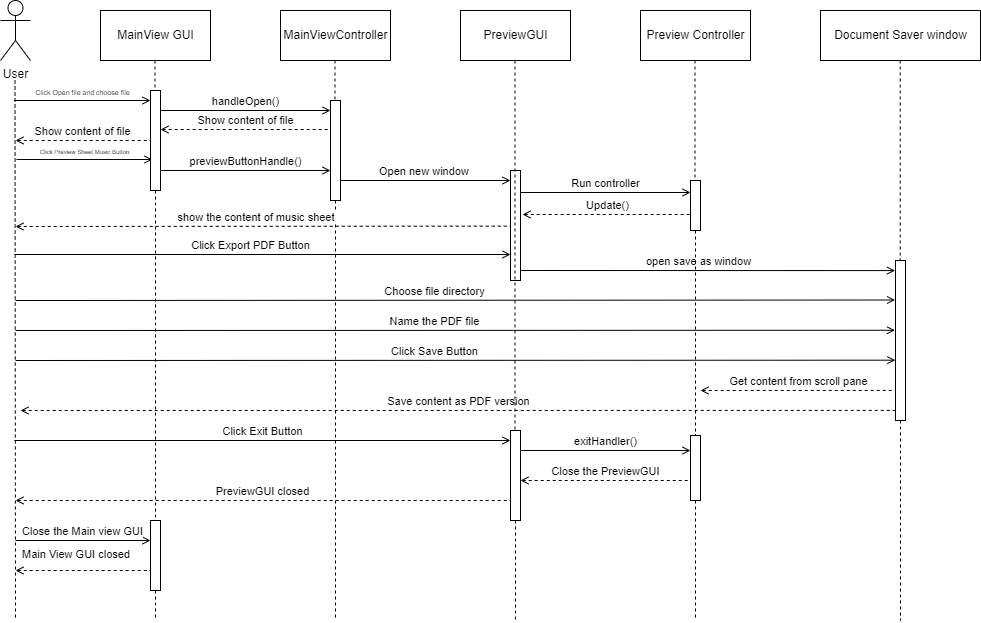 MainView GUI
MainViewController
PreviewGUI
Preview Controller
Document Saver window
User
Click Open file and choose file
handleOpen()
Show content of file
Show content of file
Click Preview Sheet Music Button
previewButtonHandle()
Open new window
Run controller
Update()
show the content of music sheet
Click Export PDF Button
open save as window
Choose file directory
Name the PDF file
Click Save Button
Get content from scroll pane
Save content as PDF version
Click Exit Button
exitHandler()
Close the PreviewGUI
PreviewGUI closed
Close the Main view GUI
Main View GUI closed